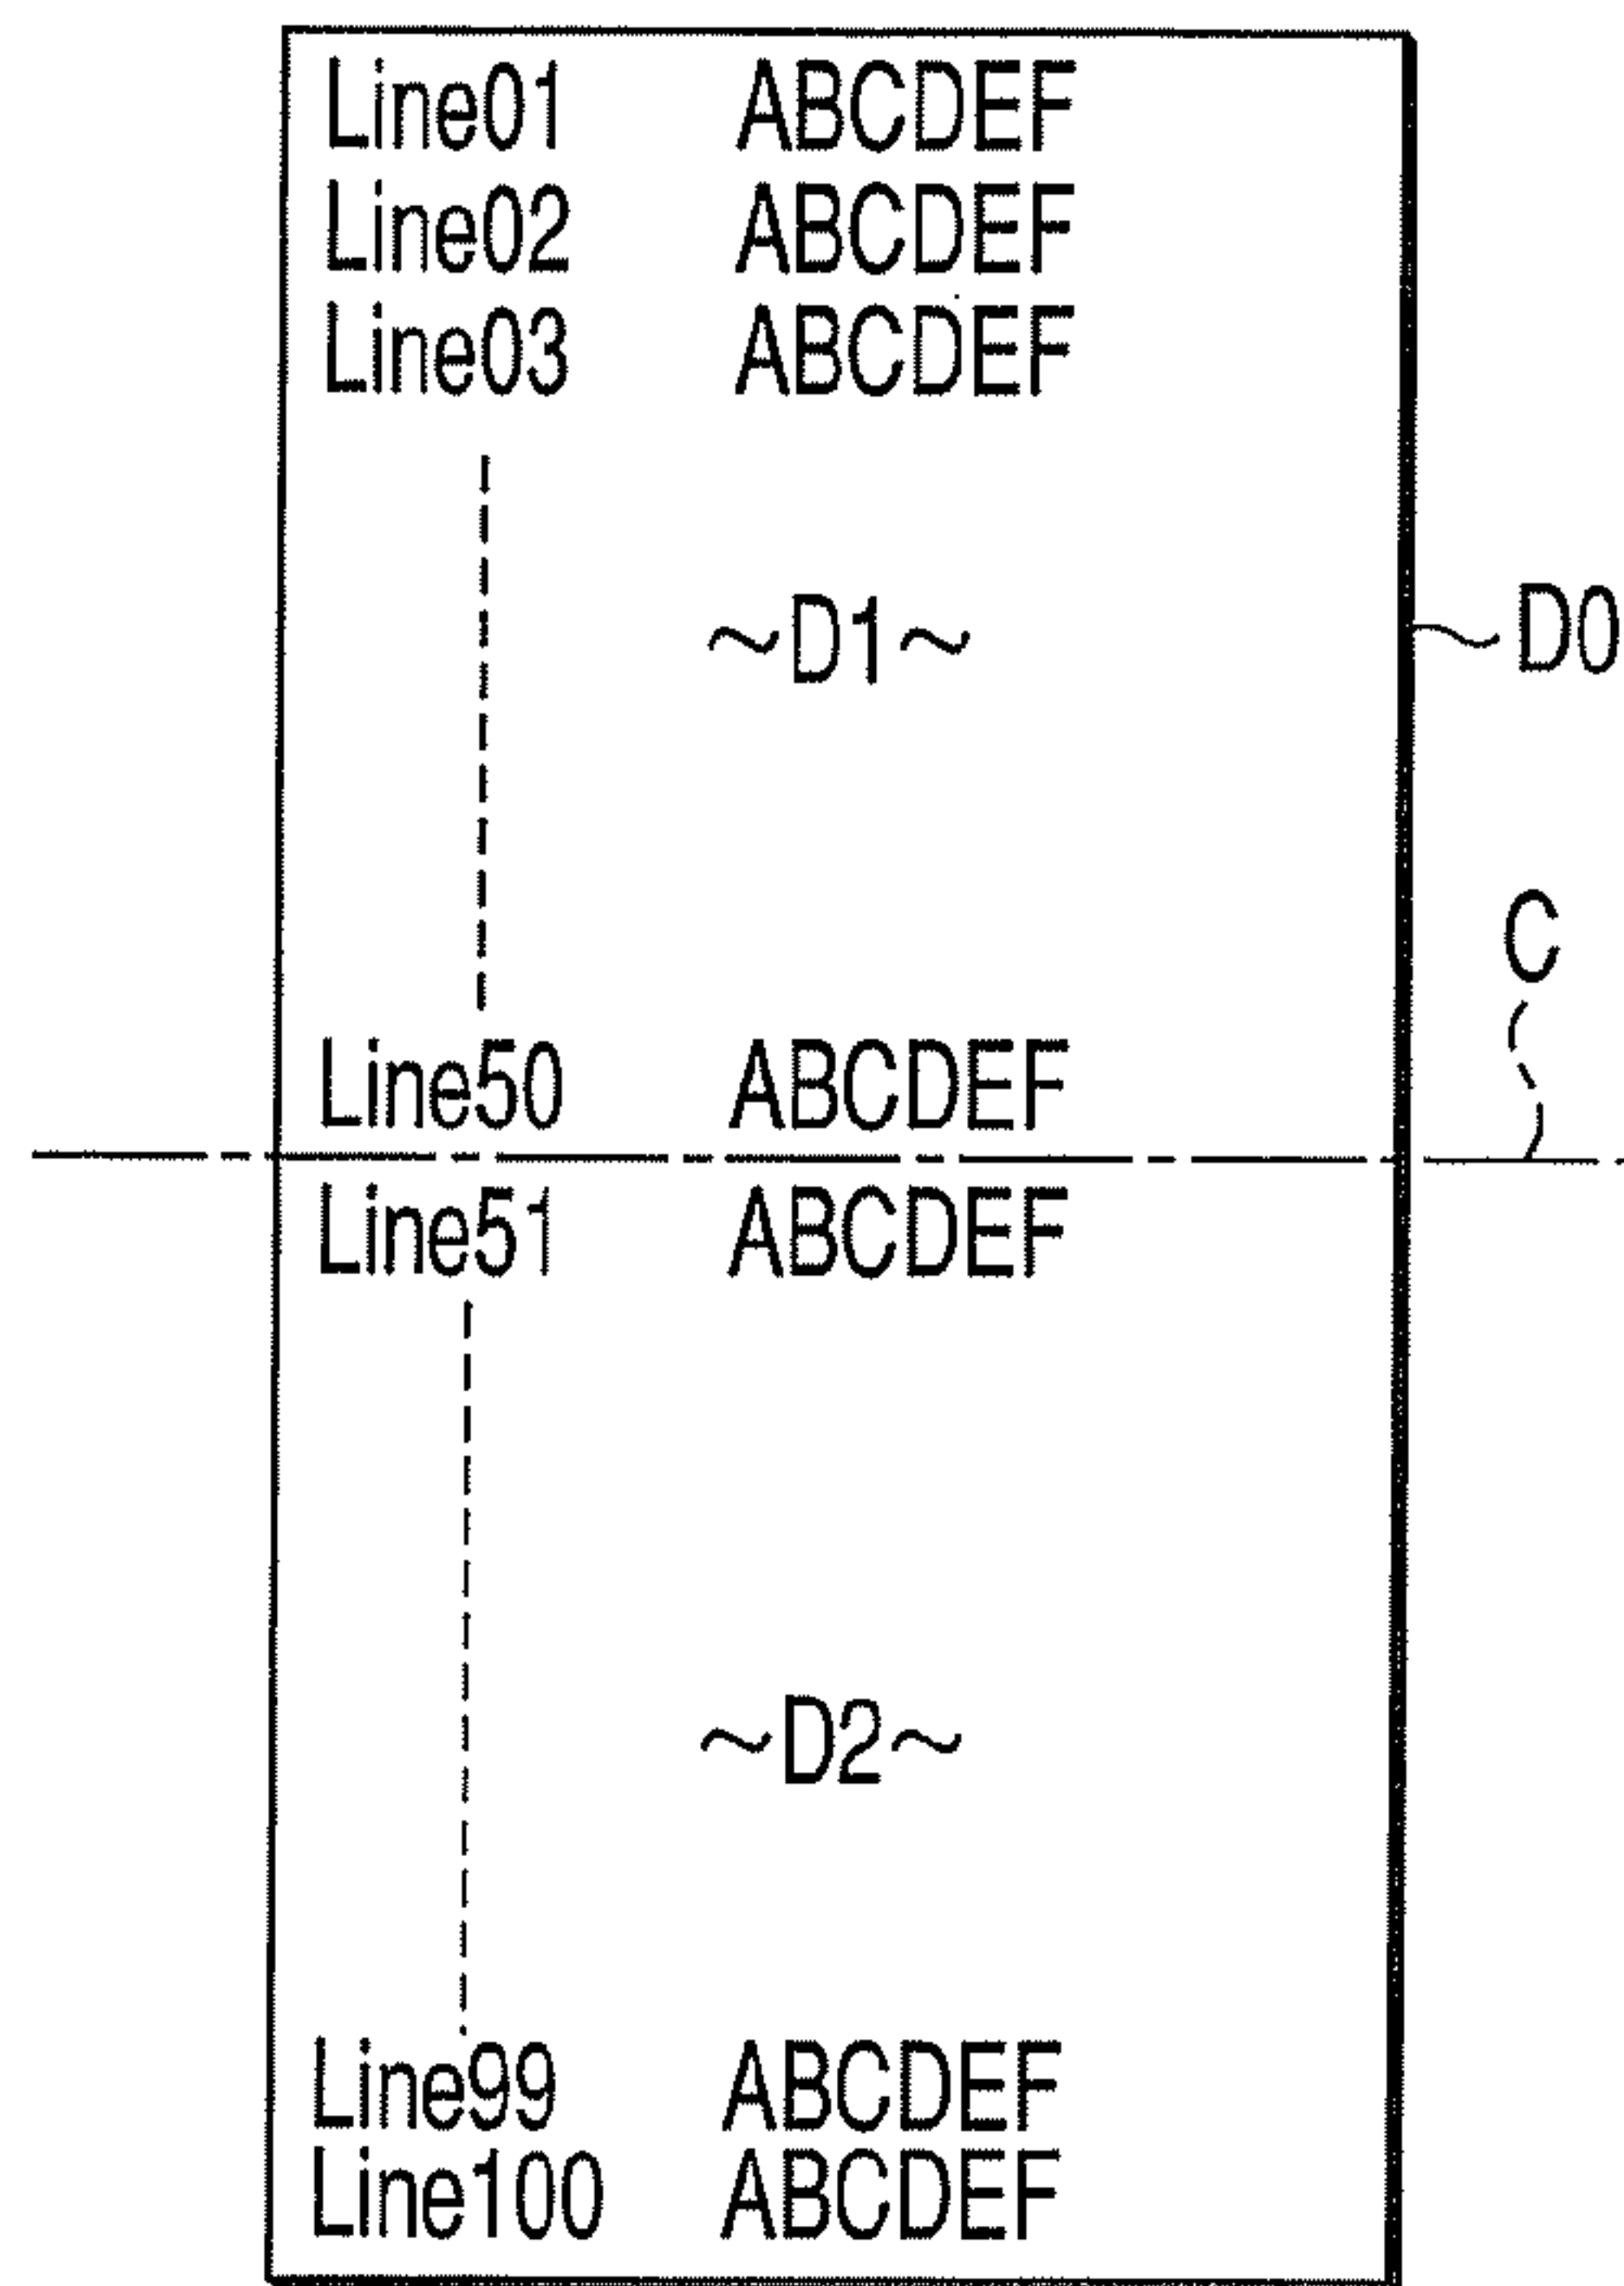 Line01 ABCDEF
Line02 ABCDEF
Line03 ABCDEF
~D1~
~D0
C
Line50 ABCDEF
Line51 ABCDEF
~D2~
Line99 ABCDEF
Line100 ABCDEF